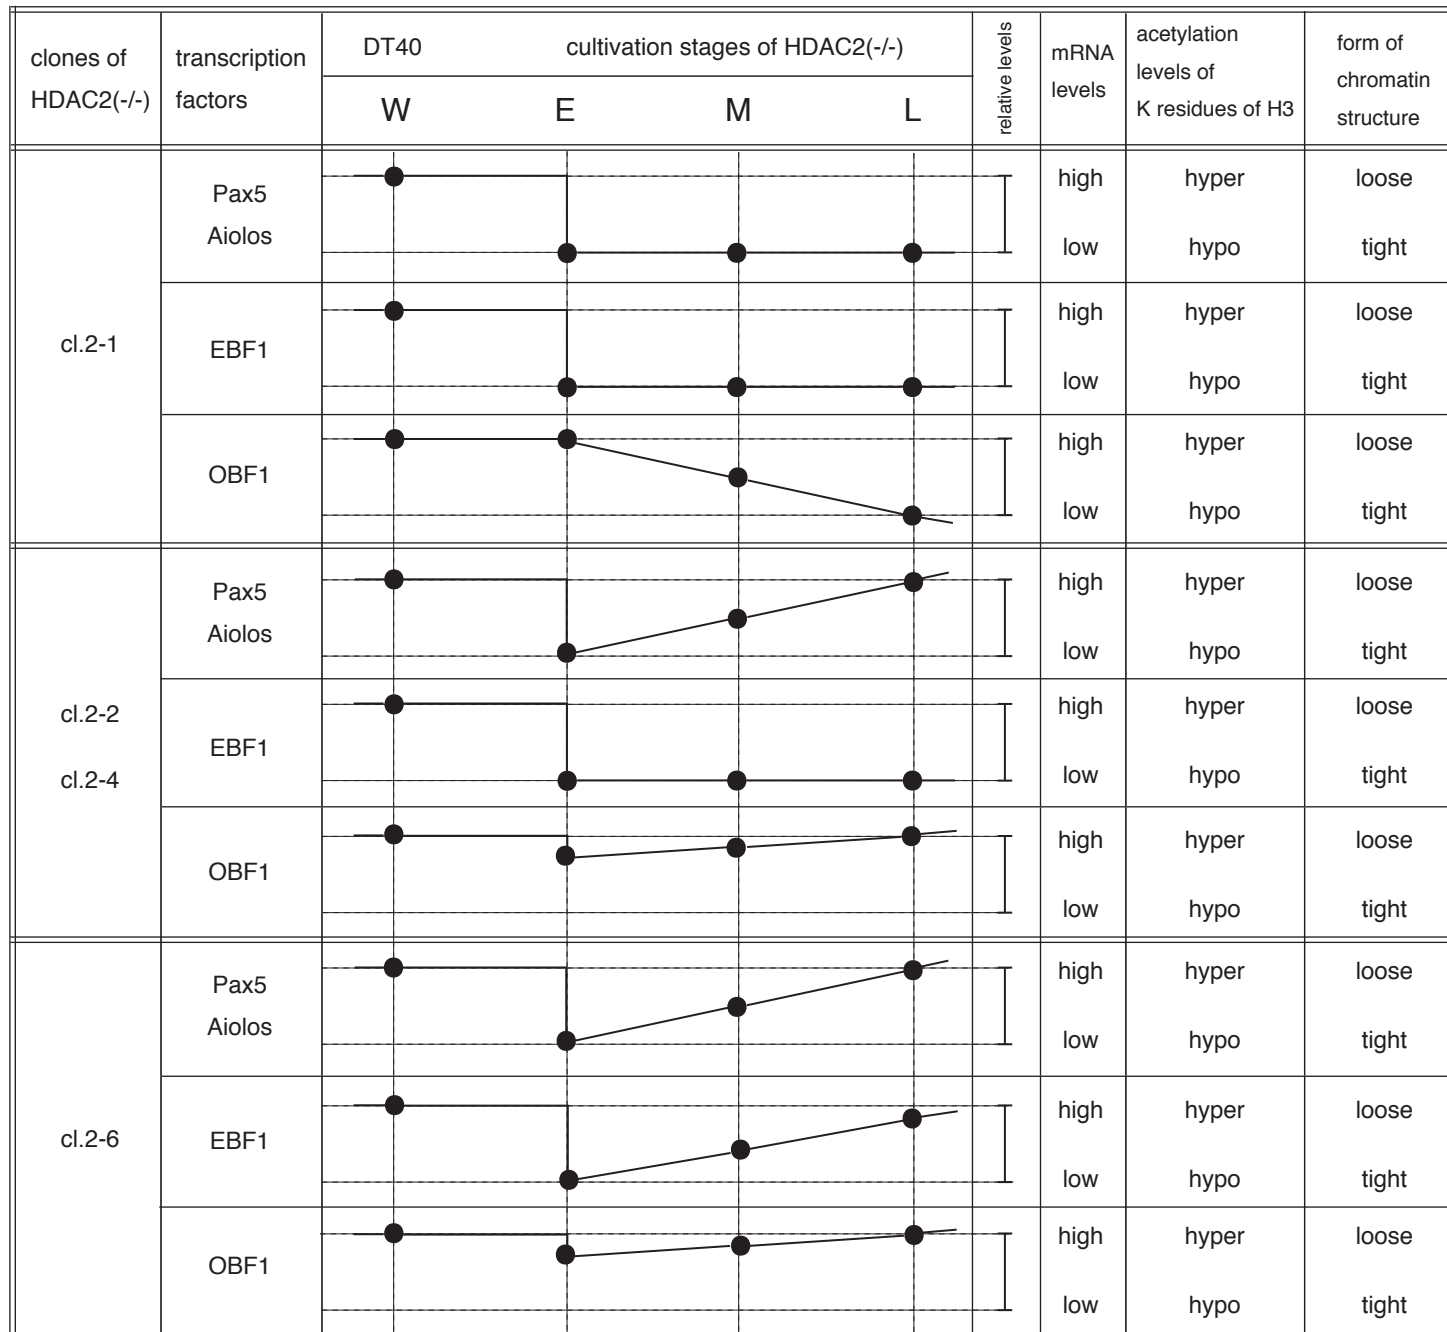 clones of
HDAC2(-/-)
transcription
factors
DT40
cultivation stages of HDAC2(-/-)
W
E
M
L
relative levels
mRNA
levels
acetylation
levels of
K residues of H3
form of
chromatin
structure
cl.2-1
Pax5
Aiolos
high hyper loose
low hypo tight
EBF1
high hyper loose
low hypo tight
OBF1
high hyper loose
low hypo tight
cl.2-2
cl.2-4
Pax5
Aiolos
high hyper loose
low hypo tight
EBF1
high hyper loose
low hypo tight
OBF1
high hyper loose
low hypo tight
cl.2-6
Pax5
Aiolos
high hyper loose
low hypo tight
EBF1
high hyper loose
low hypo tight
OBF1
high hyper loose
low hypo tight